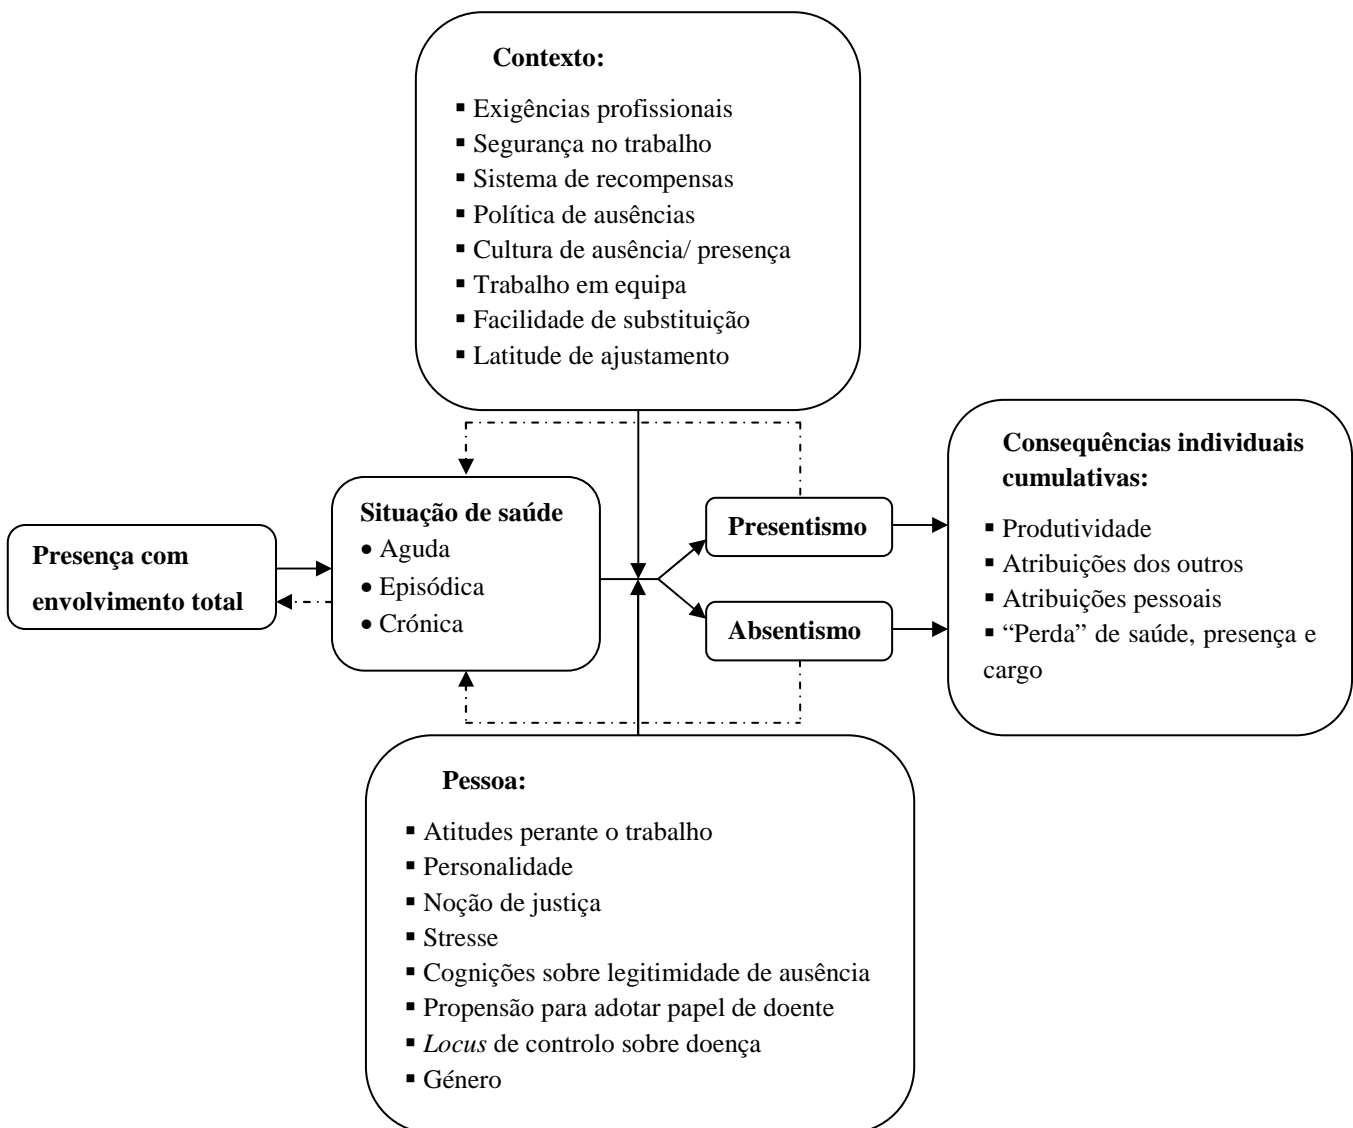 Contexto:
▪ Exigências profissionais
▪ Segurança no trabalho
▪ Sistema de recompensas
▪ Política de ausências
▪ Cultura de ausência/ presença
▪ Trabalho em equipa
▪ Facilidade de substituição
▪ Latitude de ajustamento
Presença com
envolvimento total
Situação de saúde
• Aguda
• Episódica
• Crónica
Presentismo
Absentismo
Consequências individuais
cumulativas:
▪ Produtividade
▪ Atribuições dos outros
▪ Atribuições pessoais
▪ “Perda” de saúde, presença e
cargo
Pessoa:
▪ Atitudes perante o trabalho
▪ Personalidade
▪ Noção de justiça
▪ Stresse
▪ Cognições sobre legitimidade de ausência
▪ Propensão para adotar papel de doente
▪ Locus de controlo sobre doença
▪ Género